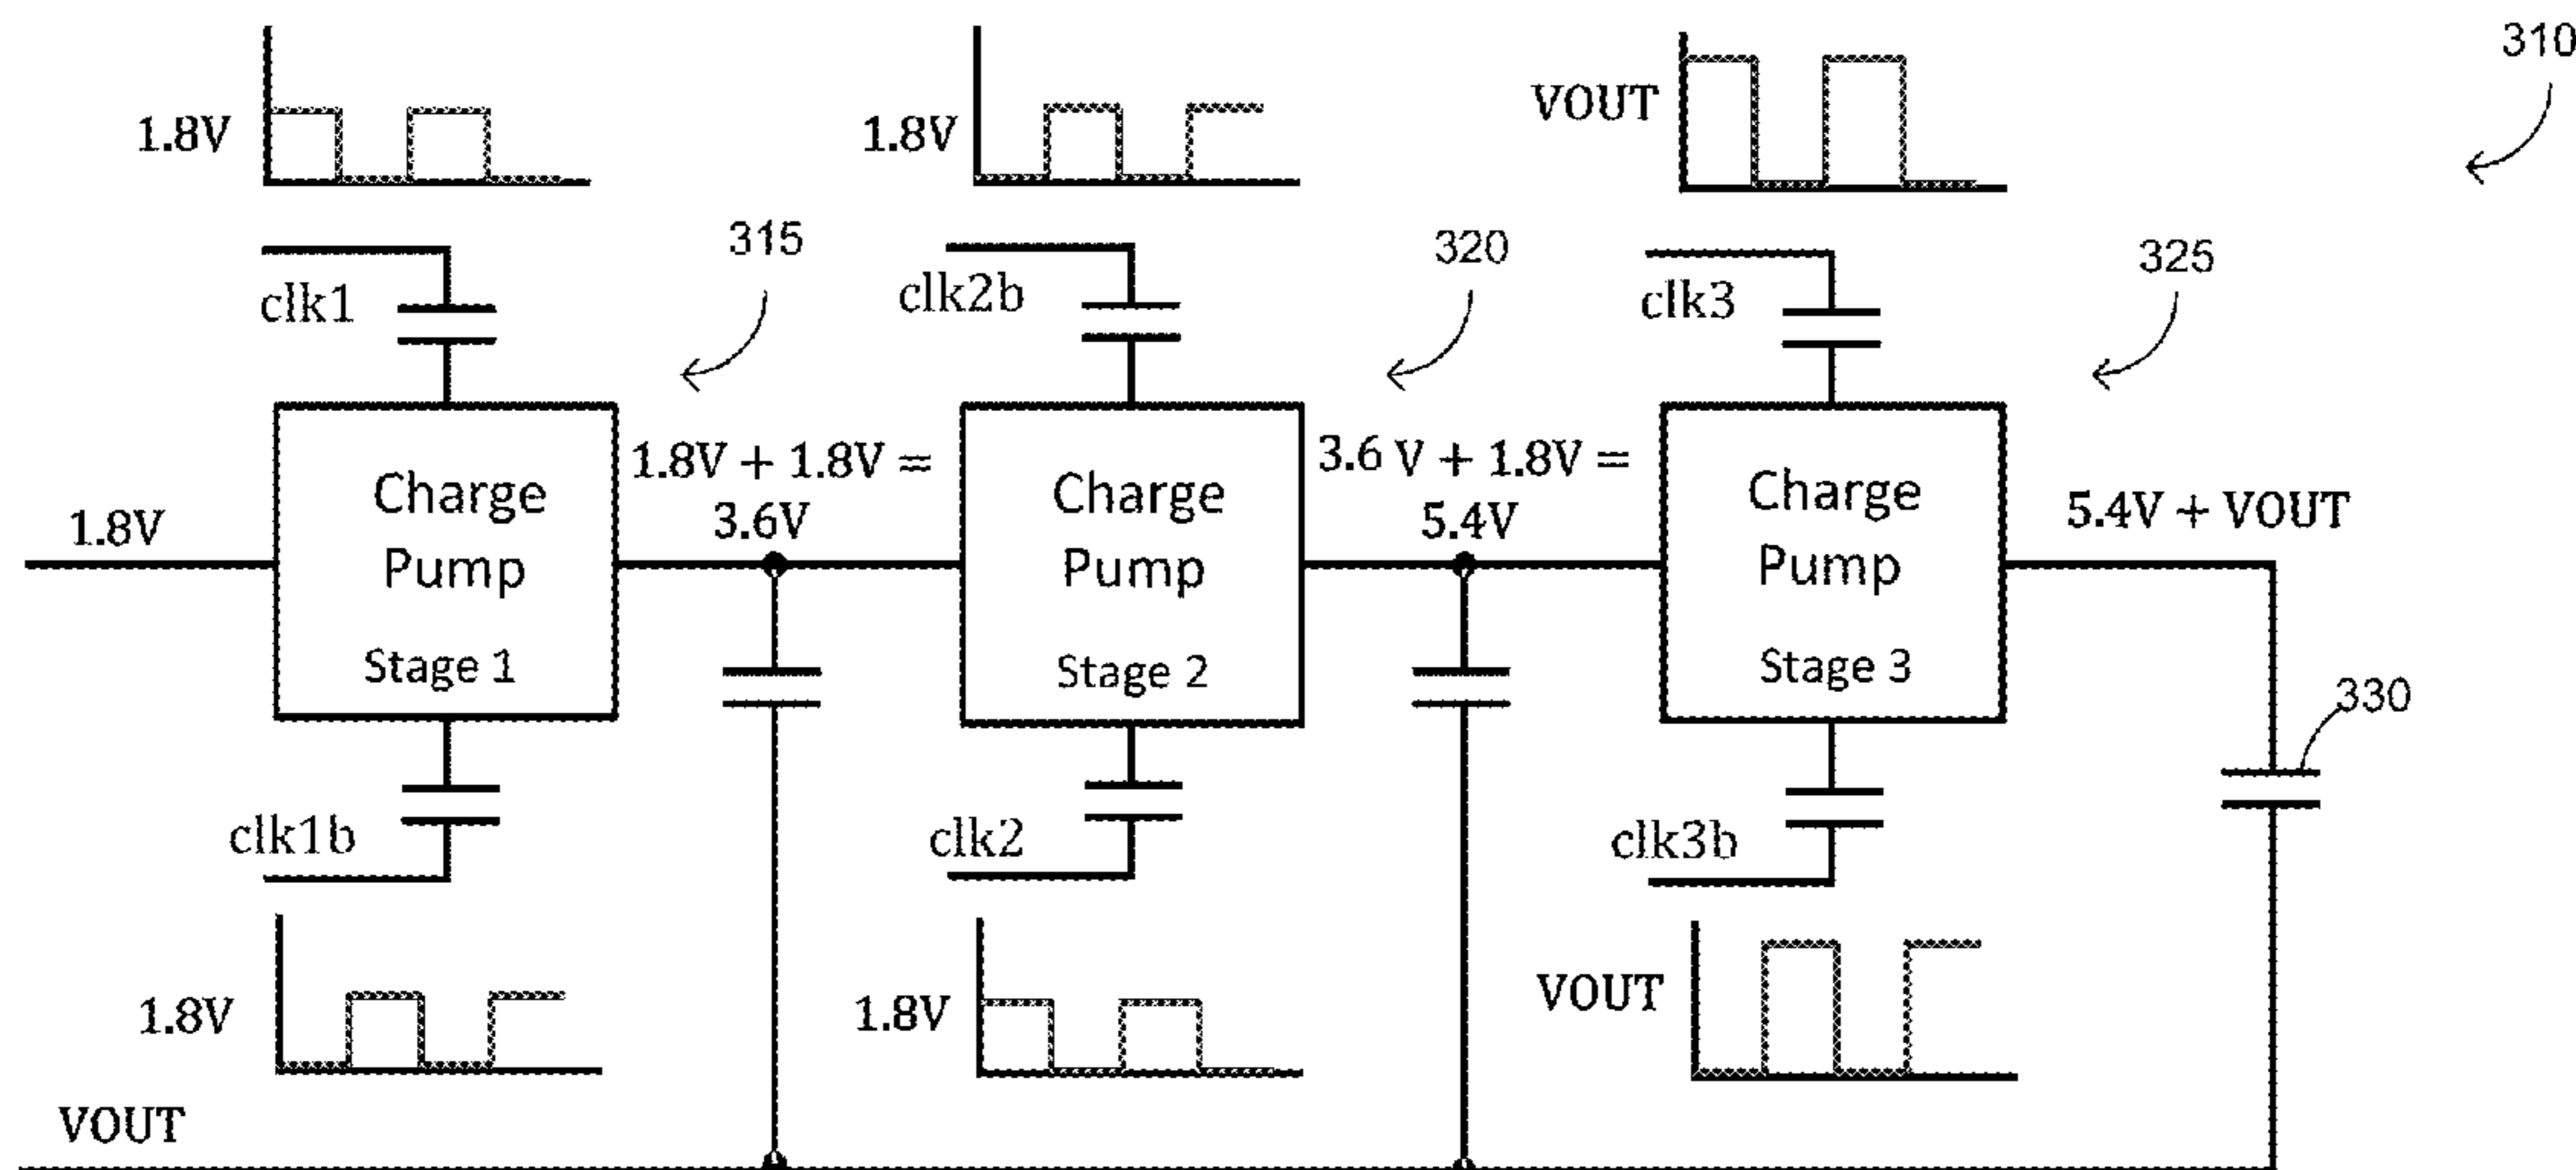 310
1.8V
1.8V
VOUT
315
320
325
clk1
clk2b
clk3
1.8V
Charge
Pump
Stage 1
1.8V + 1.8V =
3.6V
Charge
Pump
Stage 2
3.6 V + 1.8V =
5.4V
Charge
Pump
Stage 3
5.4V + VOUT
330
clk1b
clk2
clk3b
1.8V
1.8V
VOUT
VOUT